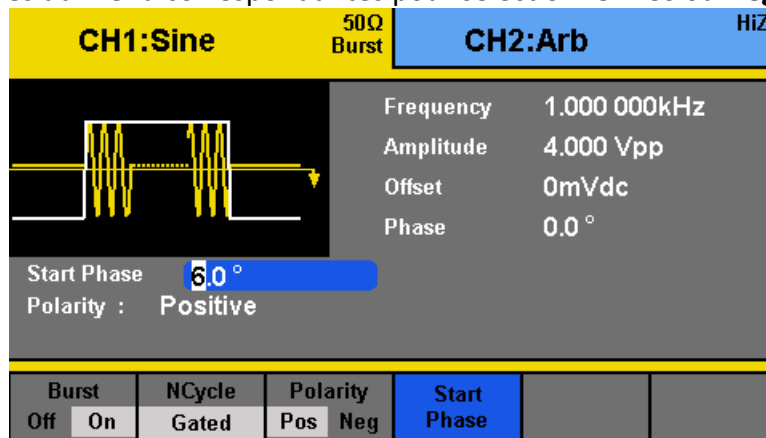 CH1:Sine
50Ω
Burst
CH2:Arb
HiZ
Frequency 1.000 000kHz
Amplitude 4.000 Vpp
Offset 0mVdc
Phase 0.0 °
Start Phase 6.0 °
Polarity : Positive
Burst NCycle Polarity Start
Off On Gated Pos Neg Phase